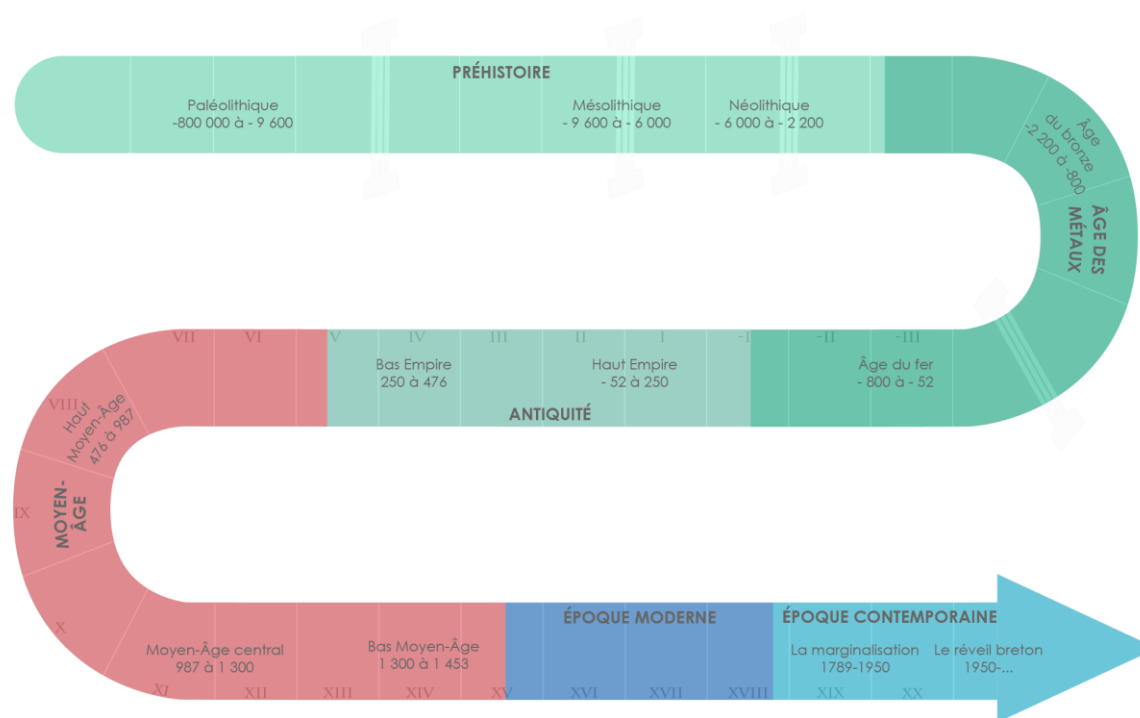 PRÉHISTOIRE
Paléolithique
-800 000 à - 9 600
Mésolithique
- 9 600 à - 6 000
Néolithique
- 6 000 à - 2 200
Âge
du bronze
-2 200 à -800
ÂGE DES
MÉTAUX
VII
VI
V
IV
III
II
I
-I
-II
-III
Bas Empire
250 à 476
Haut Empire
- 52 à 250
Âge du fer
- 800 à - 52
ANTIQUITÉ
VIII
Haut
Moyen-Âge
476 à 987
IX
MOYEN-
ÂGE
X
ÉPOQUE MODERNE
ÉPOQUE CONTEMPORAINE
Moyen-Âge central
987 à 1 300
Bas Moyen-Âge
1 300 à 1 453
La marginalisation
1789-1950
Le réveil breton
1950-...
XI
XII
XIII
XIV
XV
XVI
XVII
XVIII
XIX
XX